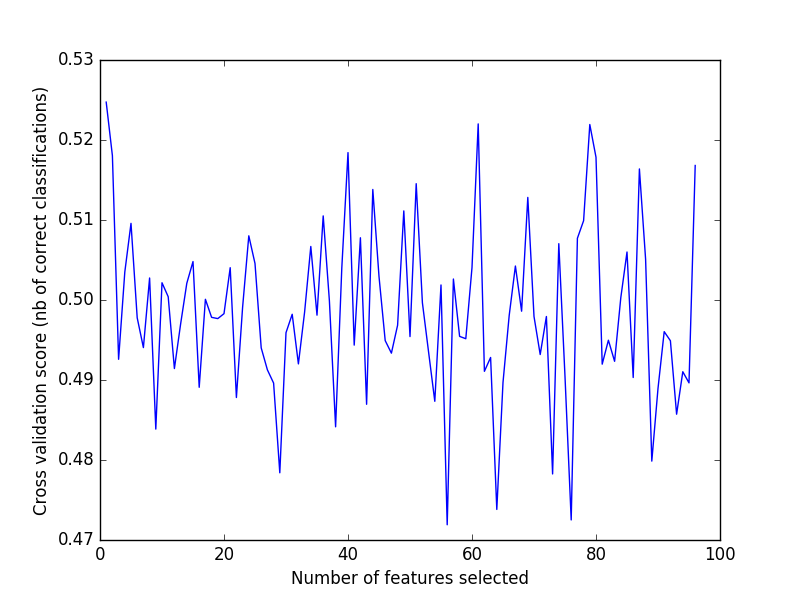 0.53
0.52
0.51
0.50
0.49
0.48
0.47
Cross validation score (nb of correct classifications)
0 20 40 60 80 100
Number of features selected